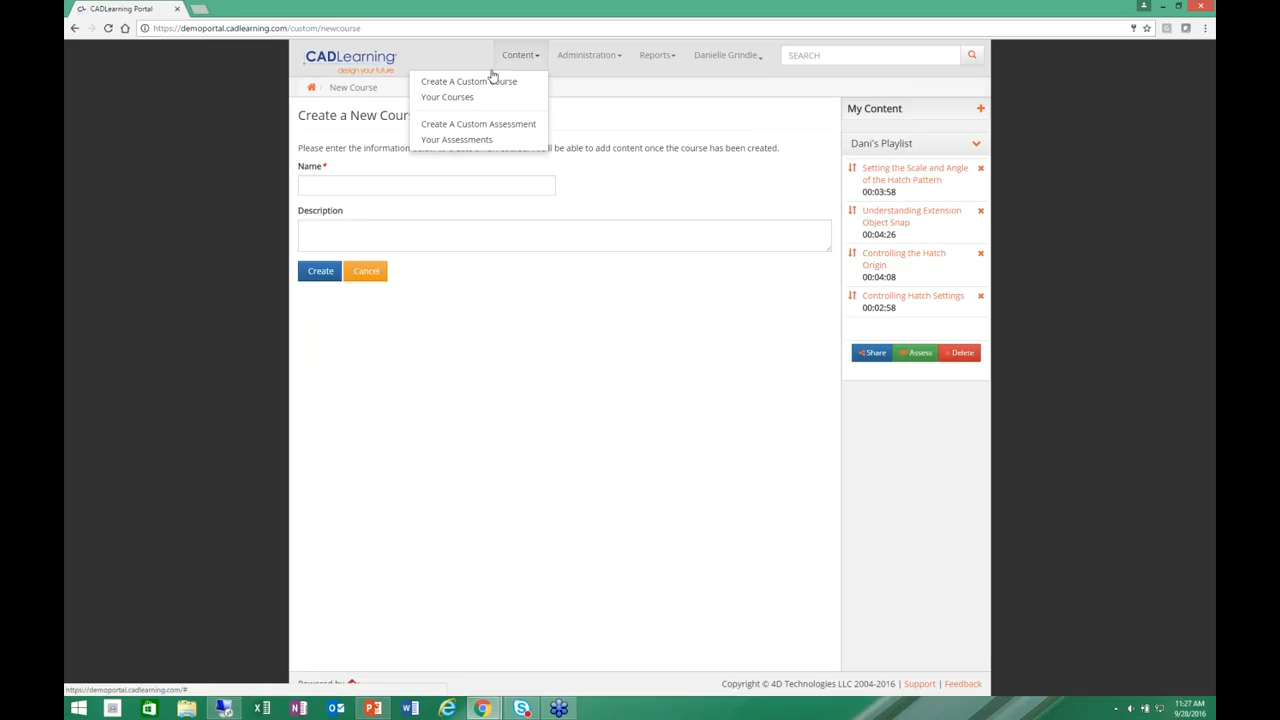 CADLearning Portal
https://demoportal.cadlearning.com/custom/newcourse
CADLearning
design your future
Content
Administration
Reports
Danielle Grindle
SEARCH
Create A Custom Course
Your Courses
Create A Custom Assessment
Your Assessments
New Course
Create a New Cour
Please enter the information
be able to add content once the course has been created.
Name*
Description
Create
Cancel
My Content
Dani's Playlist
Setting the Scale and Angle
of the Hatch Pattern
00:03:58
Understanding Extension
Object Snap
00:04:26
Controlling the Hatch
Origin
00:04:08
Controlling Hatch Settings
00:02:58
Share
Assess
Delete
Powered by
Copyright © 4D Technologies LLC 2004-2016 | Support | Feedback
https://demoportal.cadlearning.com/#
11:27 AM
9/28/2016